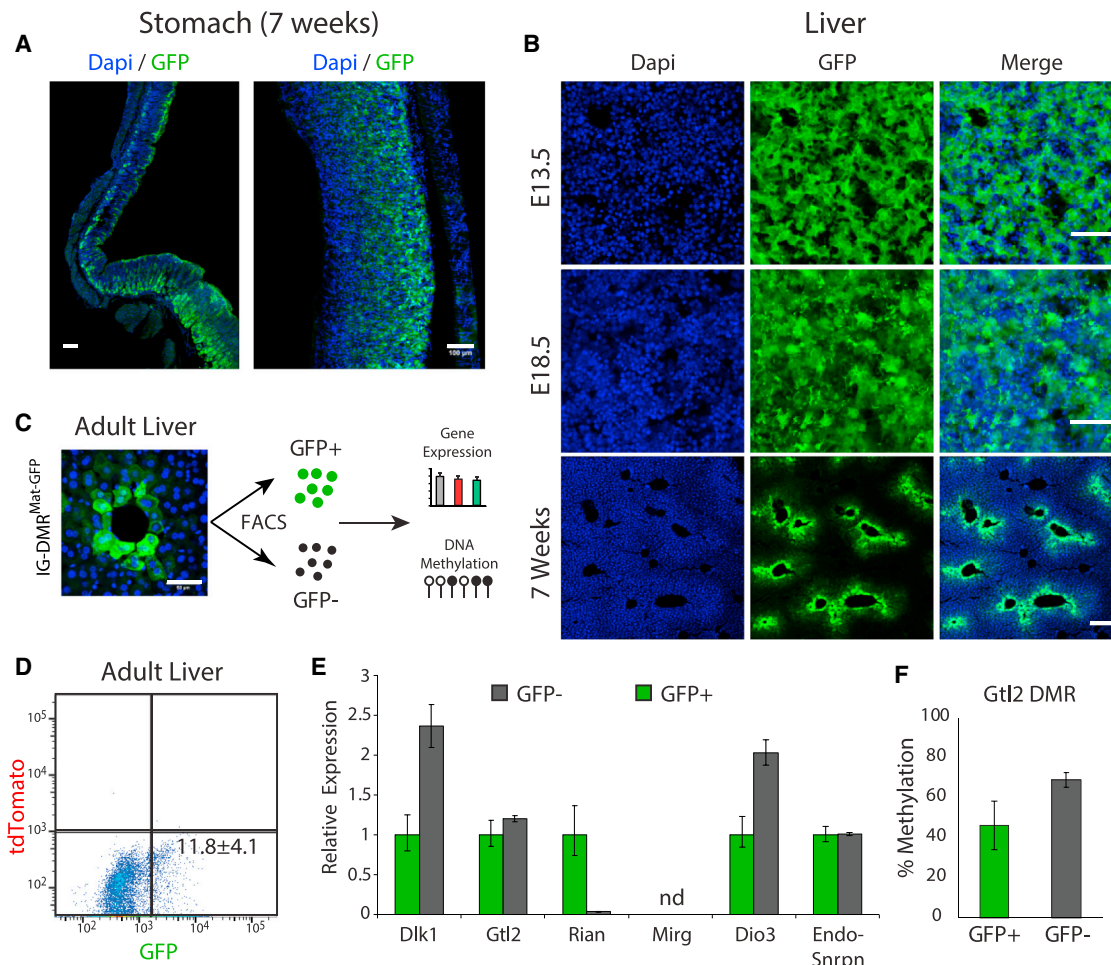 Stomach (7 weeks)
A
Dapi / GFP
Dapi / GFP
100 µm
Liver
B
Dapi
GFP
Merge
E13.5
E18.5
7 Weeks
C
Adult Liver
IG-DMR^Mat-GFP
50 µm
FACS
GFP+
GFP-
Gene
Expression
DNA
Methylation
D
Adult Liver
tdTomato
10^5
10^4
10^3
10^2
11.8±4.1
10^2
10^3
10^4
10^5
GFP
E
GFP-
GFP+
Relative Expression
3
2.5
2
1.5
1
0.5
0
nd
Dlk1
Gtl2
Rian
Mirg
Dio3
Endo-
Snrpn
F
Gtl2 DMR
% Methylation
100
80
60
40
20
0
GFP+
GFP-